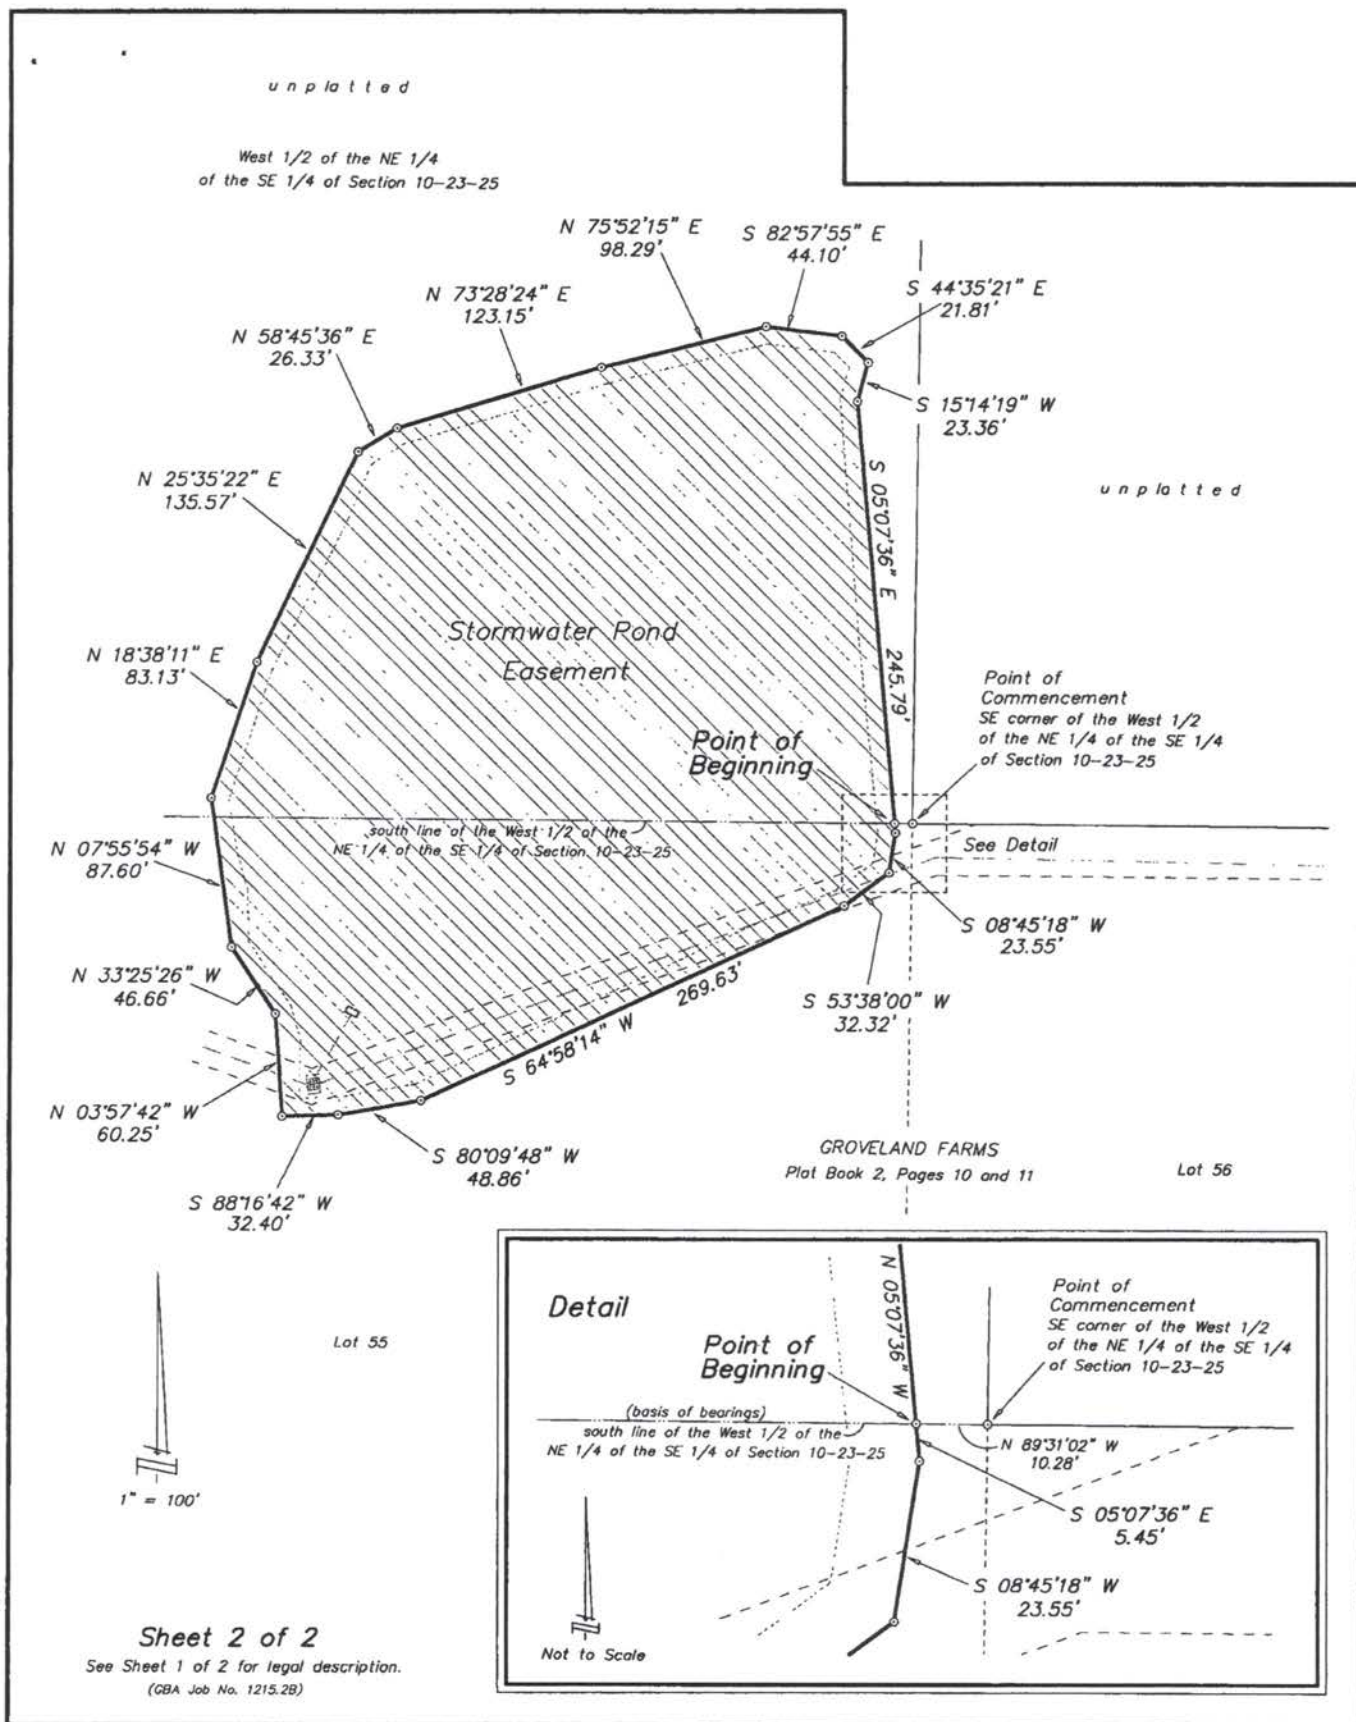 unplatted
West 1/2 of the NE 1/4
of the SE 1/4 of Section 10-23-25
N 75°52'15" E
98.29'
S 82°57'55" E
44.10'
N 73°28'24" E
123.15'
S 44°35'21" E
21.81'
N 58°45'36" E
26.33'
S 15°14'19" W
23.36'
N 25°35'22" E
135.57'
unplatted
S 05°07'36" E 245.79'
Stormwater Pond
Easement
N 18°38'11" E
83.13'
Point of
Commencement
SE corner of the West 1/2
of the NE 1/4 of the SE 1/4
of Section 10-23-25
Point of
Beginning
south line of the West 1/2 of the
NE 1/4 of the SE 1/4 of Section 10-23-25
See Detail
N 07°55'54" W
87.60'
S 08°45'18" W
23.55'
N 33°25'26" W
46.66'
S 53°38'00" W
32.32'
S 64°58'14" W 269.63'
N 03°57'42" W
60.25'
S 80°09'48" W
48.86'
S 88°16'42" W
32.40'
GROVELAND FARMS
Plat Book 2, Pages 10 and 11
Lot 56
Lot 55
1" = 100'
Detail
N 05°07'36" W
Point of
Commencement
SE corner of the West 1/2
of the NE 1/4 of the SE 1/4
of Section 10-23-25
Point of
Beginning
(basis of bearings)
south line of the West 1/2 of the
NE 1/4 of the SE 1/4 of Section 10-23-25
N 89°31'02" W
10.28'
S 05°07'36" E
5.45'
S 08°45'18" W
23.55'
Not to Scale
Sheet 2 of 2
See Sheet 1 of 2 for legal description.
(GBA Job No. 1215.2B)